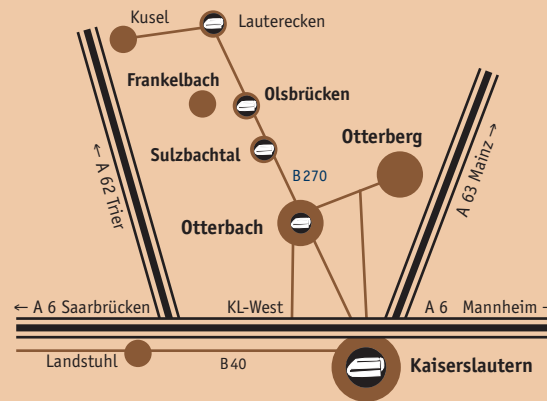 Kusel
Lauterecken
Frankelbach
Olsbrücken
Sulzbachtal
Otterberg
B 270
← A 62 Trier
A 63 Mainz →
Otterbach
← A 6 Saarbrücken
KL-West
A 6 Mannheim →
Landstuhl
B 40
Kaiserslautern